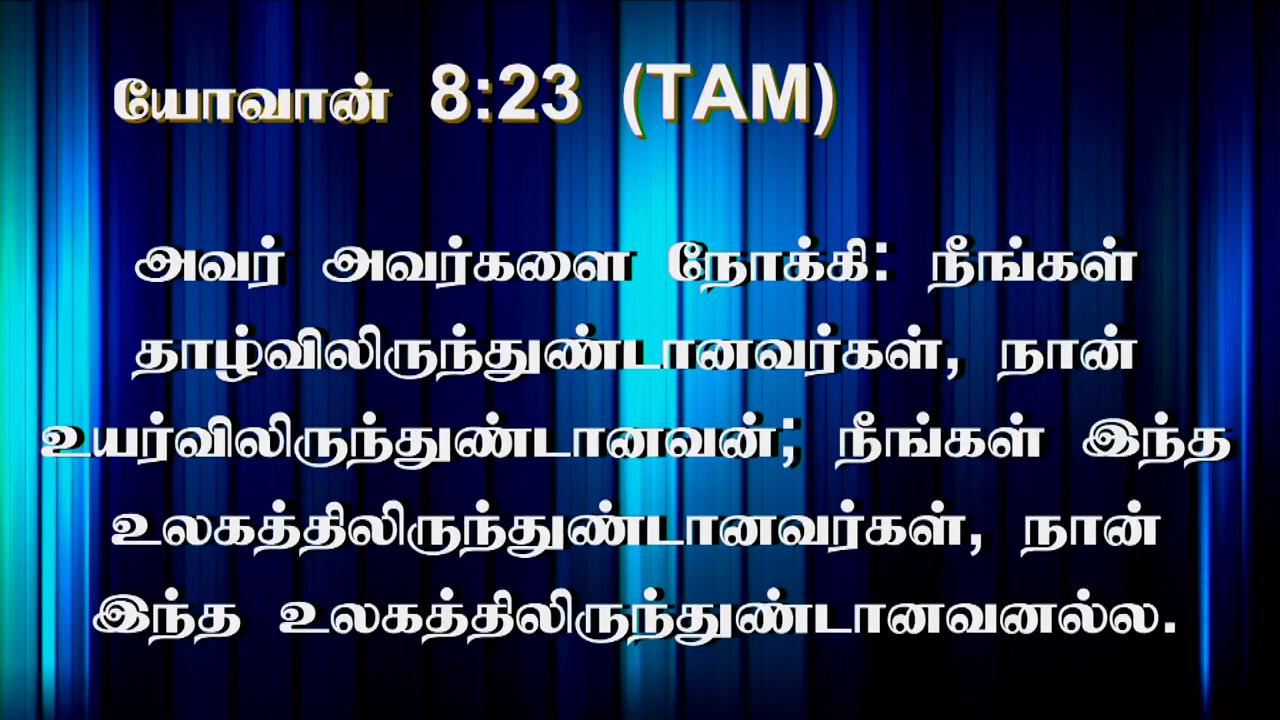 யோவான் 8:23 (TAM)
அவர் அவர்களை நோக்கி: நீங்கள்
தாழ்விலிருந்துண்டானவர்கள், நான்
உயர்விலிருந்துண்டானவன்; நீங்கள் இந்த
உலகத்திலிருந்துண்டானவர்கள், நான்
இந்த உலகத்திலிருந்துண்டானவனல்ல.